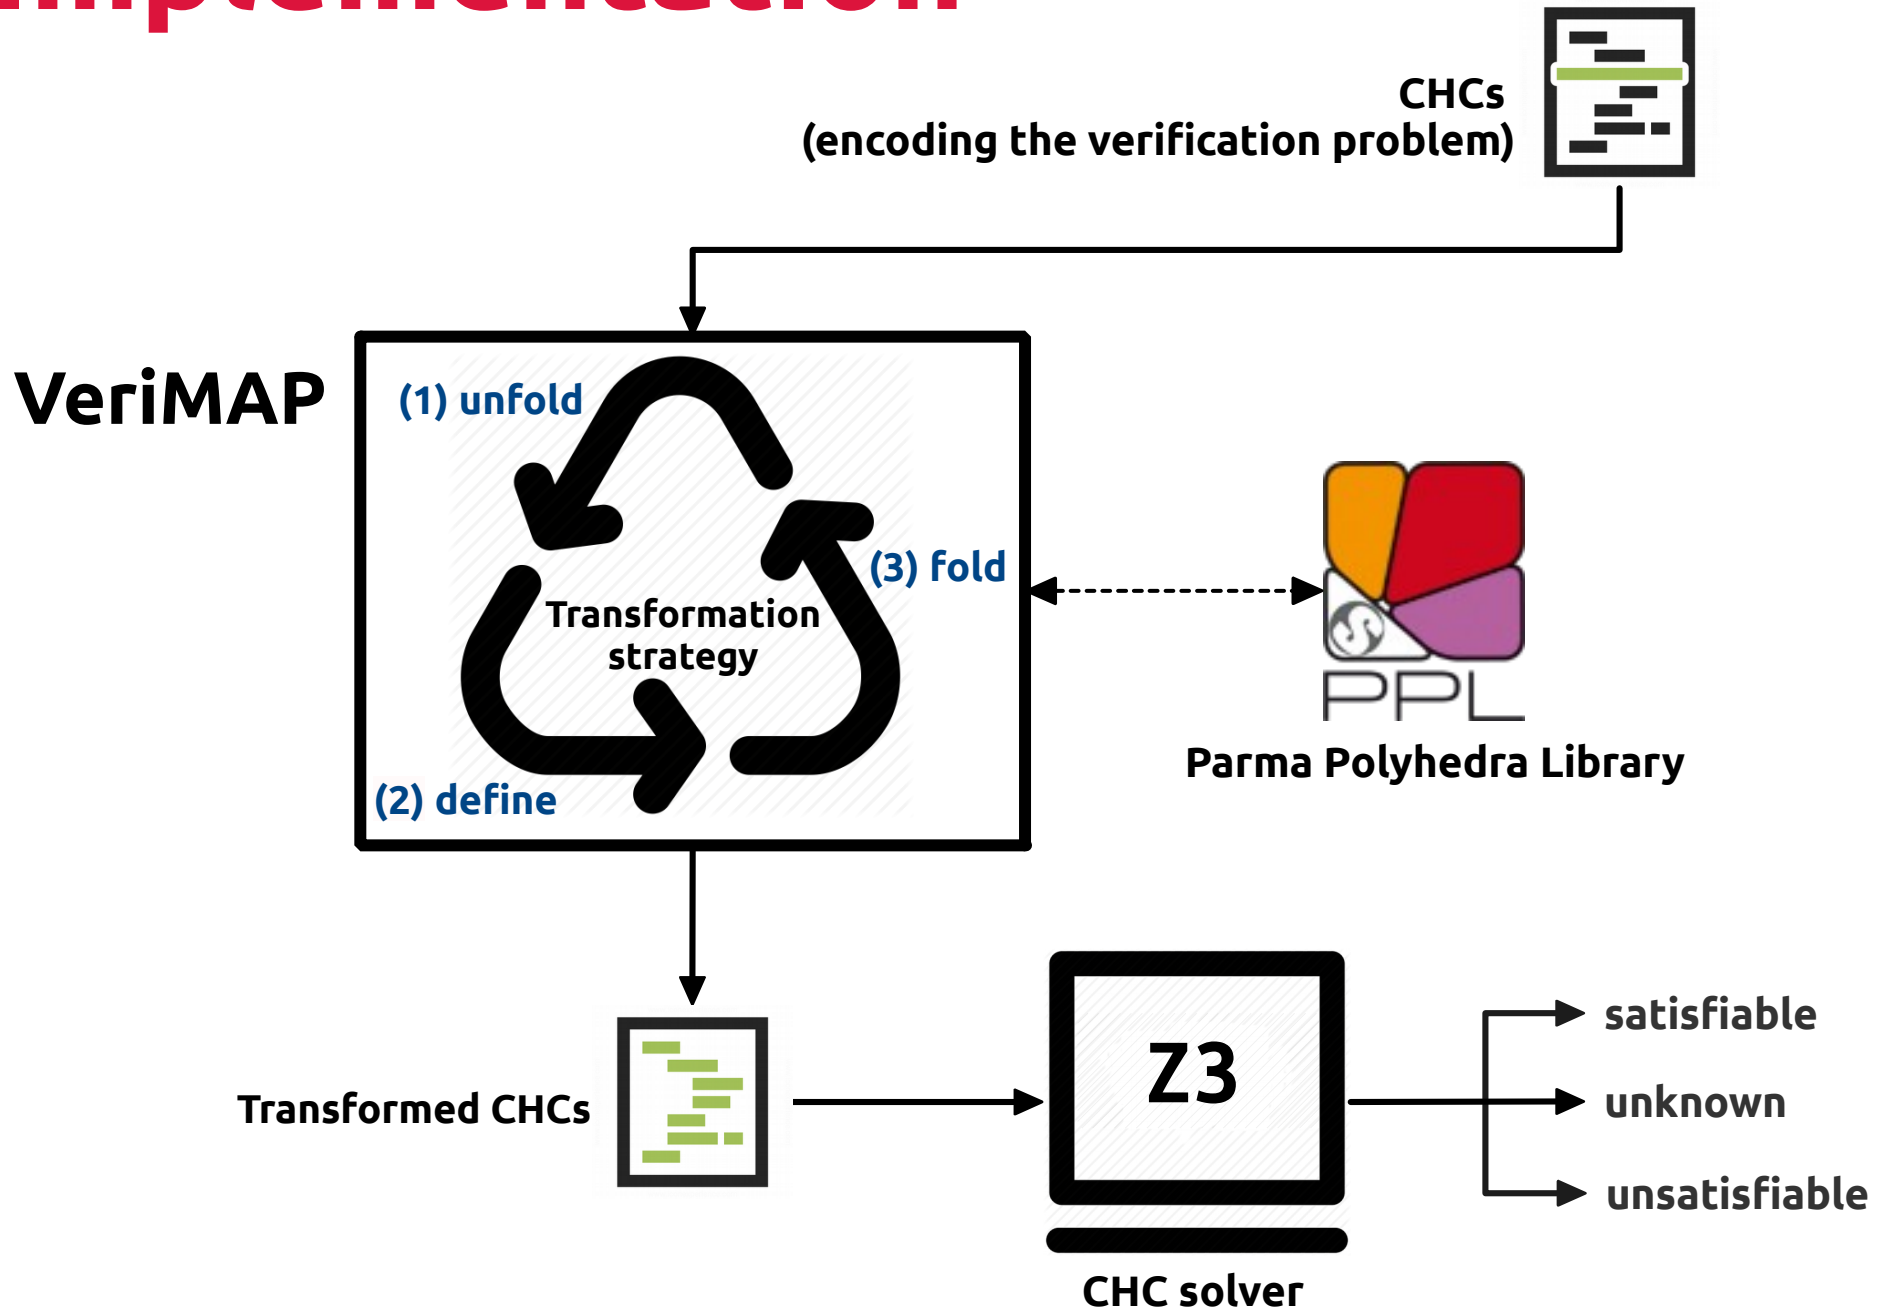 Implementation
CHCs
(encoding the verification problem)
VeriMAP
(1) unfold
(3) fold
Transformation
strategy
(2) define
PPL
Parma Polyhedra Library
Transformed CHCs
Z3
CHC solver
satisfiable
unknown
unsatisfiable